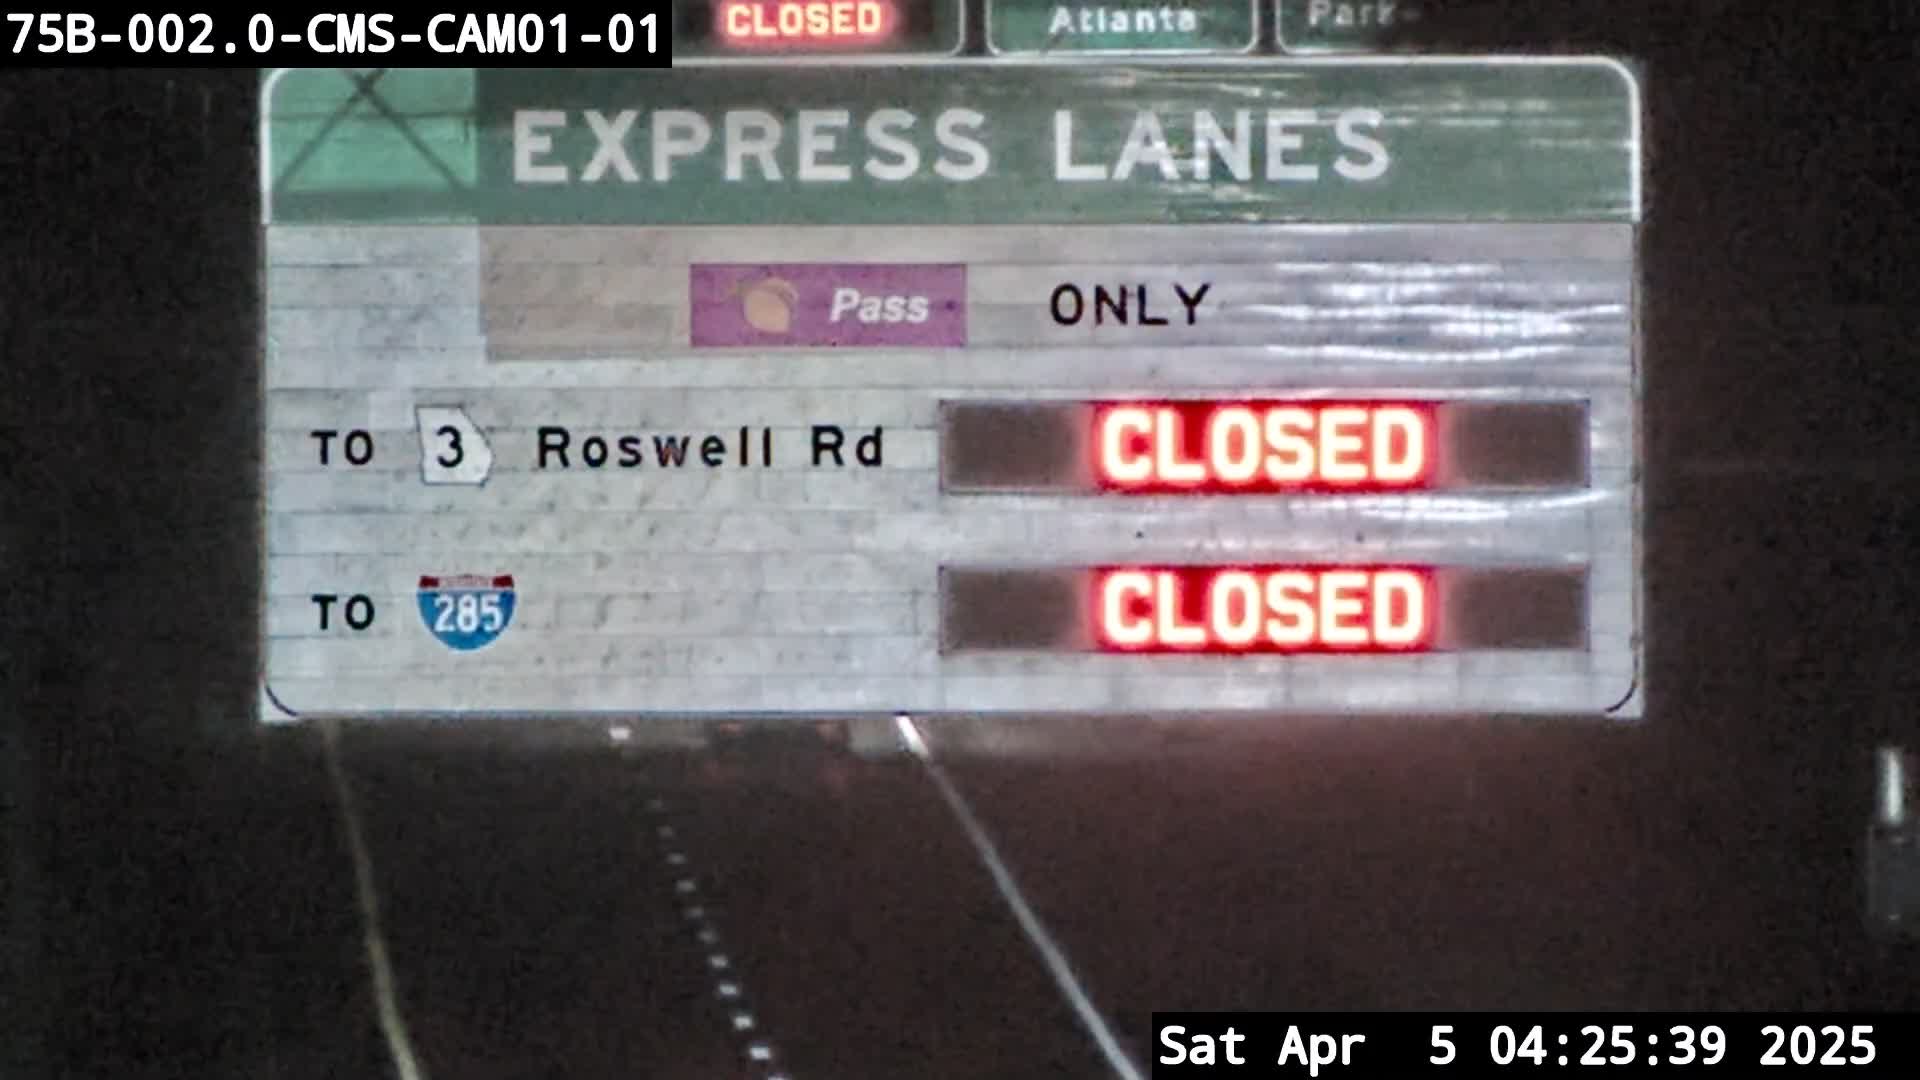 75B-002.0-CMS-CAM01-01
CLOSED
Atlanta
Park
EXPRESS LANES
Pass ONLY
TO 3 Roswell Rd CLOSED
TO 285 CLOSED
Sat Apr 5 04:25:39 2025